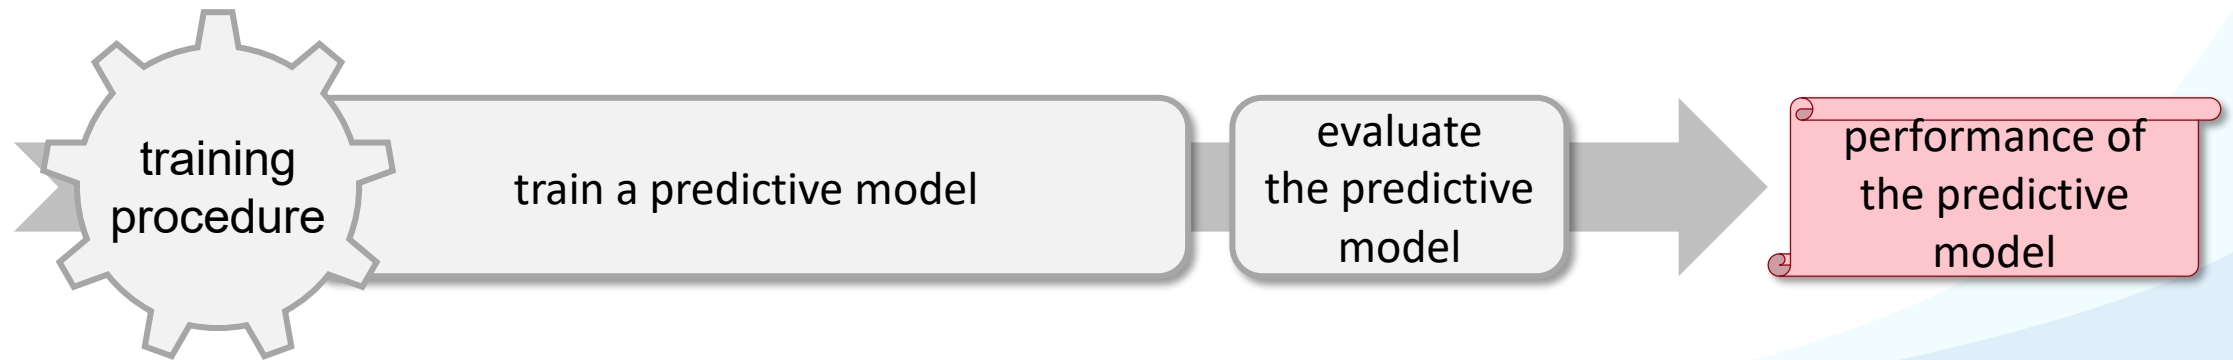 training
procedure
train a predictive model
evaluate
the predictive
model
performance of
the predictive
model